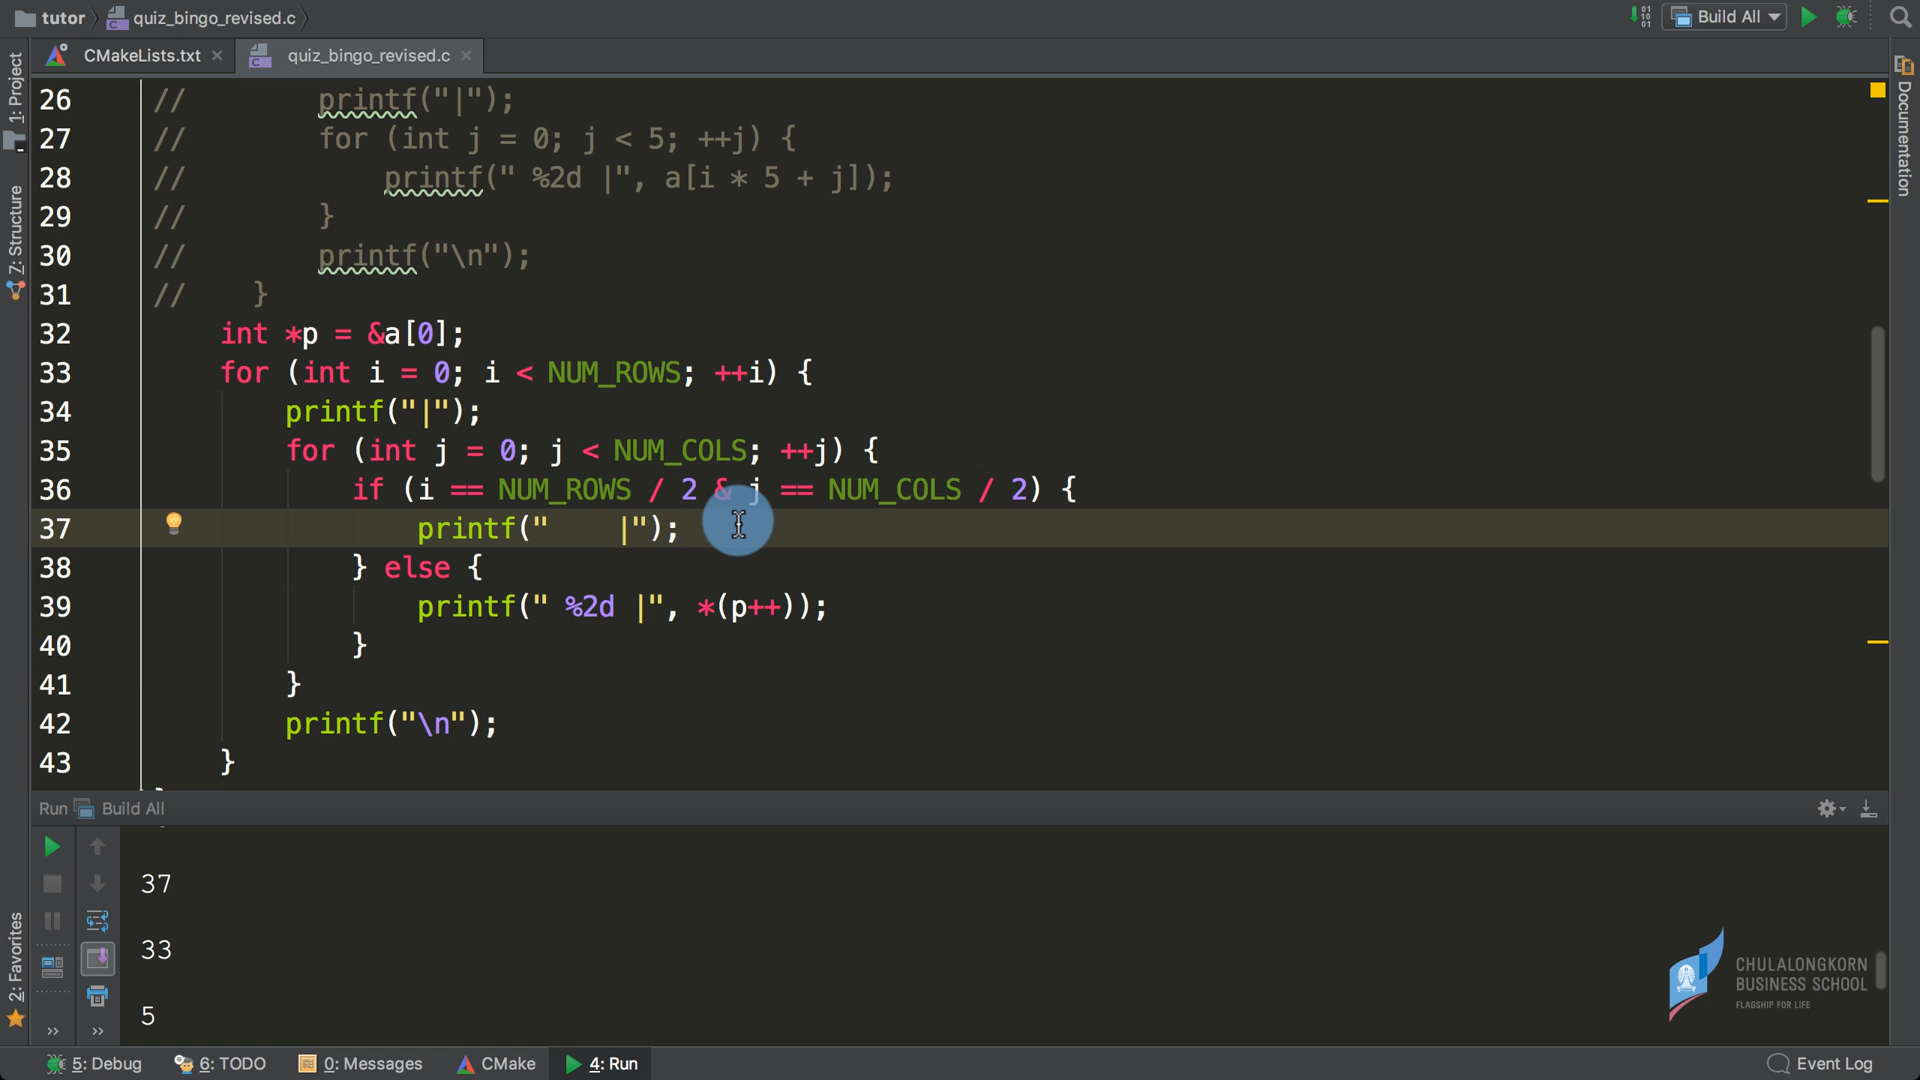 tutor quiz_bingo_revised.c
Build All
CMakeLists.txt quiz_bingo_revised.c
1: Project
7: Structure
2: Favorites
Documentation
26 // printf("|");
27 // for (int j = 0; j < 5; ++j) {
28 // printf(" %2d |", a[i * 5 + j]);
29 // }
30 // printf("\n");
31 // }
32 int *p = &a[0];
33 for (int i = 0; i < NUM_ROWS; ++i) {
34 printf("|");
35 for (int j = 0; j < NUM_COLS; ++j) {
36 if (i == NUM_ROWS / 2 & j == NUM_COLS / 2) {
37 printf("    |");
38 } else {
39 printf(" %2d |", *(p++));
40 }
41 }
42 printf("\n");
43 }
Run Build All
37
33
5
CHULALONGKORN
BUSINESS SCHOOL
FLAGSHIP FOR LIFE
5: Debug 6: TODO 0: Messages CMake 4: Run Event Log